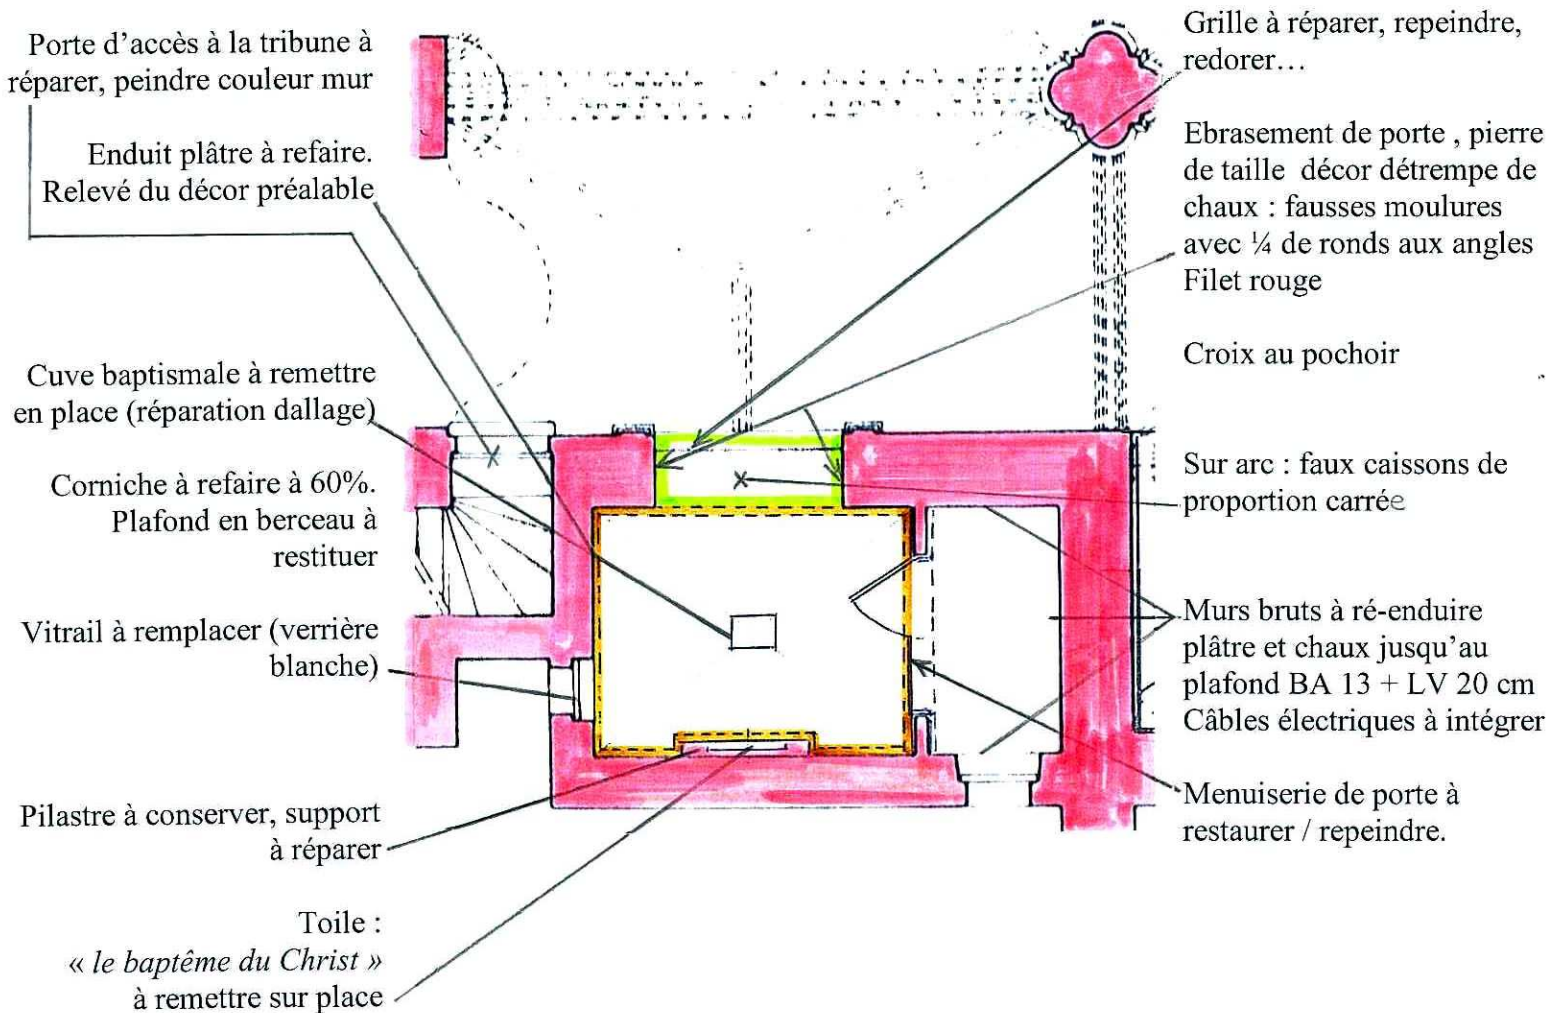 Porte d’accès à la tribune à
réparer, peindre couleur mur
Enduit plâtre à refaire.
Relevé du décor préalable
Cuve baptismale à remettre
en place (réparation dallage)
Corniche à refaire à 60%.
Plafond en berceau à
restituer
Vitrail à remplacer (verrière
blanche)
Pilastre à conserver, support
à réparer
Toile :
« le baptême du Christ »
à remettre sur place
Grille à réparer, repeindre,
redorer…
Ebrasement de porte , pierre
de taille décor détrempe de
chaux : fausses moulures
avec ¼ de ronds aux angles
Filet rouge
Croix au pochoir
Sur arc : faux caissons de
proportion carrée
Murs bruts à ré-enduire
plâtre et chaux jusqu’au
plafond BA 13 + LV 20 cm
Câbles électriques à intégrer
Menuiserie de porte à
restaurer / repeindre.